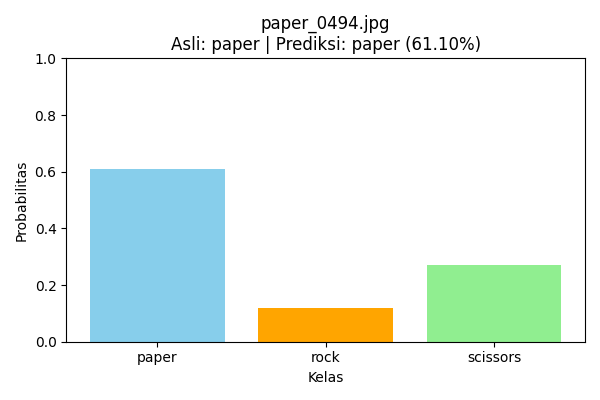 paper_0494.jpg
Asli: paper | Prediksi: paper (61.10%)
1.0
0.8
0.6
0.4
0.2
0.0
Probabilitas
paper rock scissors
Kelas